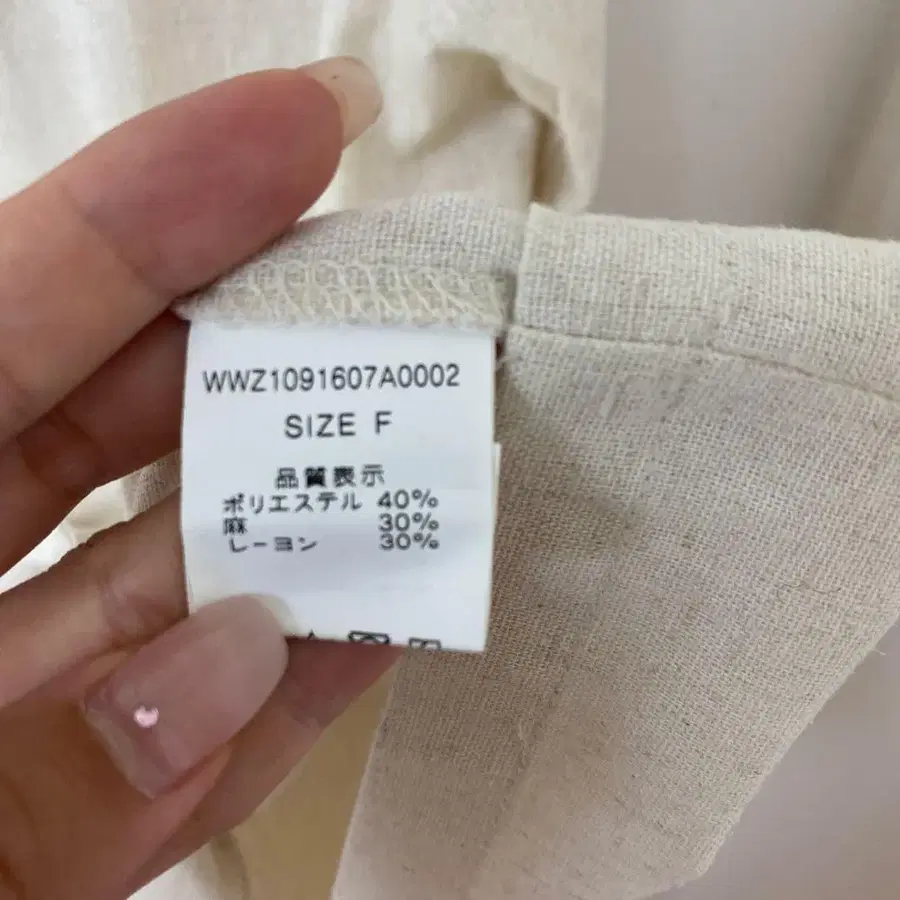 WWZ1091607A0002
SIZE F
品質表示
ポリエステル 40%
麻 30%
レーヨン 30%